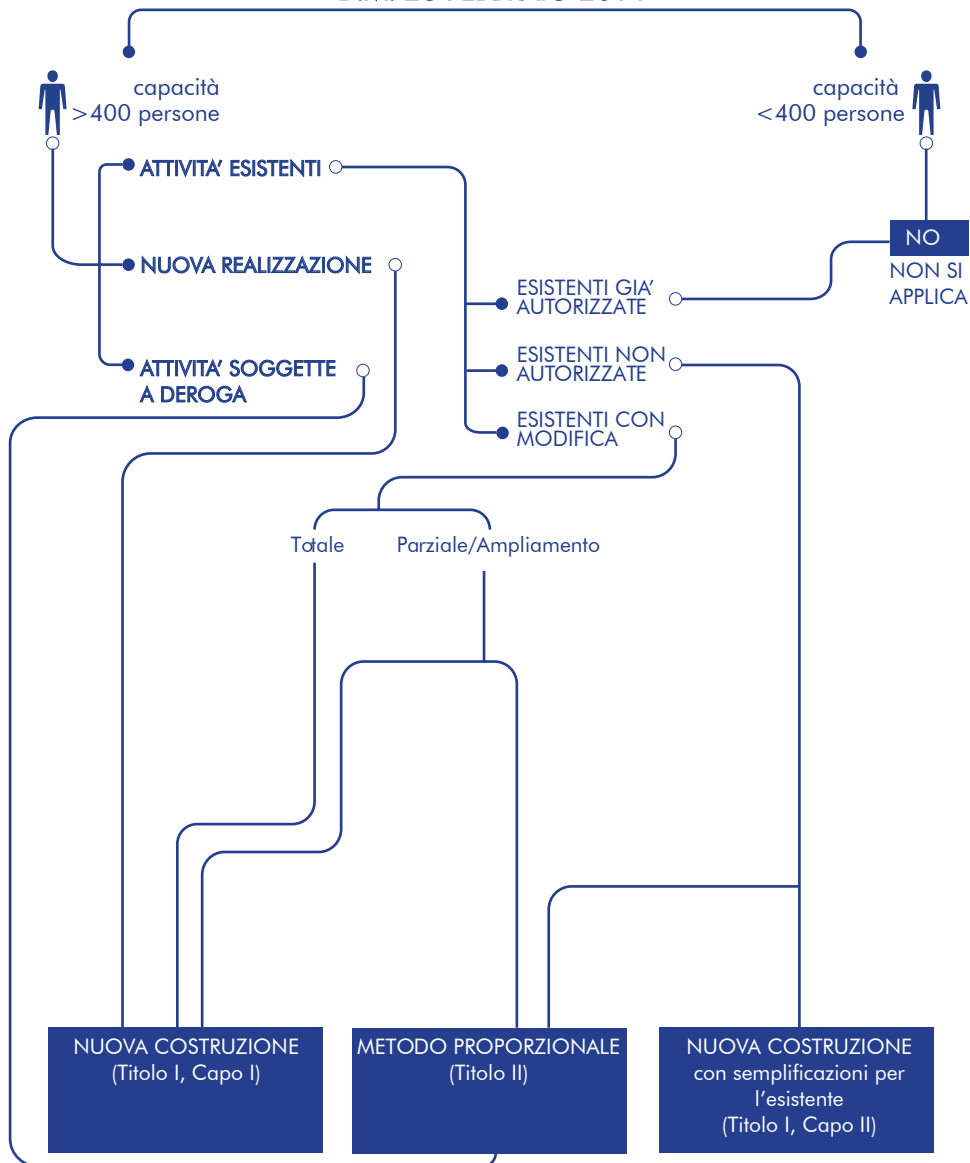 capacità
>400 persone
capacità
<400 persone
ATTIVITA' ESISTENTI
NO
NON SI
APPLICA
NUOVA REALIZZAZIONE
ESISTENTI GIA'
AUTORIZZATE
ESISTENTI NON
AUTORIZZATE
ATTIVITA' SOGGETTE
A DEROGA
ESISTENTI CON
MODIFICA
Totale
Parziale/Ampliamento
NUOVA COSTRUZIONE
(Titolo I, Capo I)
METODO PROPORZIONALE
(Titolo II)
NUOVA COSTRUZIONE
con semplificazioni per
l'esistente
(Titolo I, Capo II)